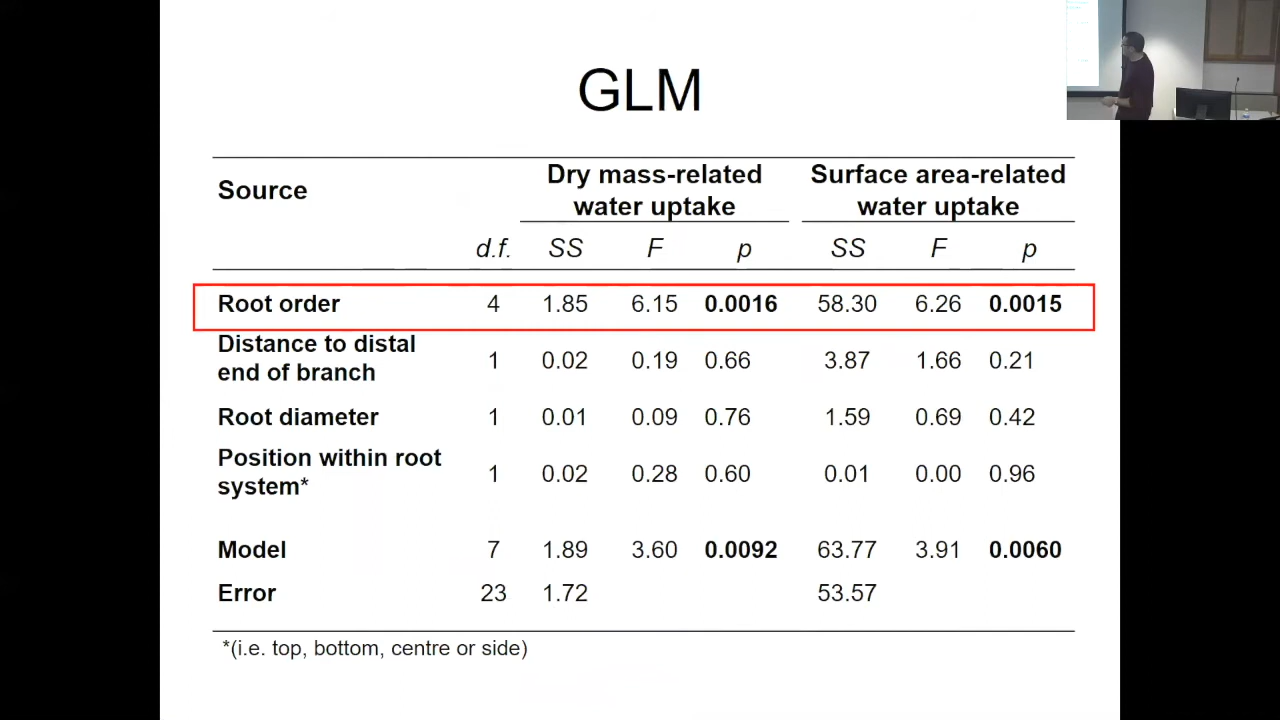 GLM
Source
Dry mass-related
water uptake
Surface area-related
water uptake
d.f. SS F p SS F p
Root order 4 1.85 6.15 0.0016 58.30 6.26 0.0015
Distance to distal
end of branch 1 0.02 0.19 0.66 3.87 1.66 0.21
Root diameter 1 0.01 0.09 0.76 1.59 0.69 0.42
Position within root
system* 1 0.02 0.28 0.60 0.01 0.00 0.96
Model 7 1.89 3.60 0.0092 63.77 3.91 0.0060
Error 23 1.72 53.57
*(i.e. top, bottom, centre or side)